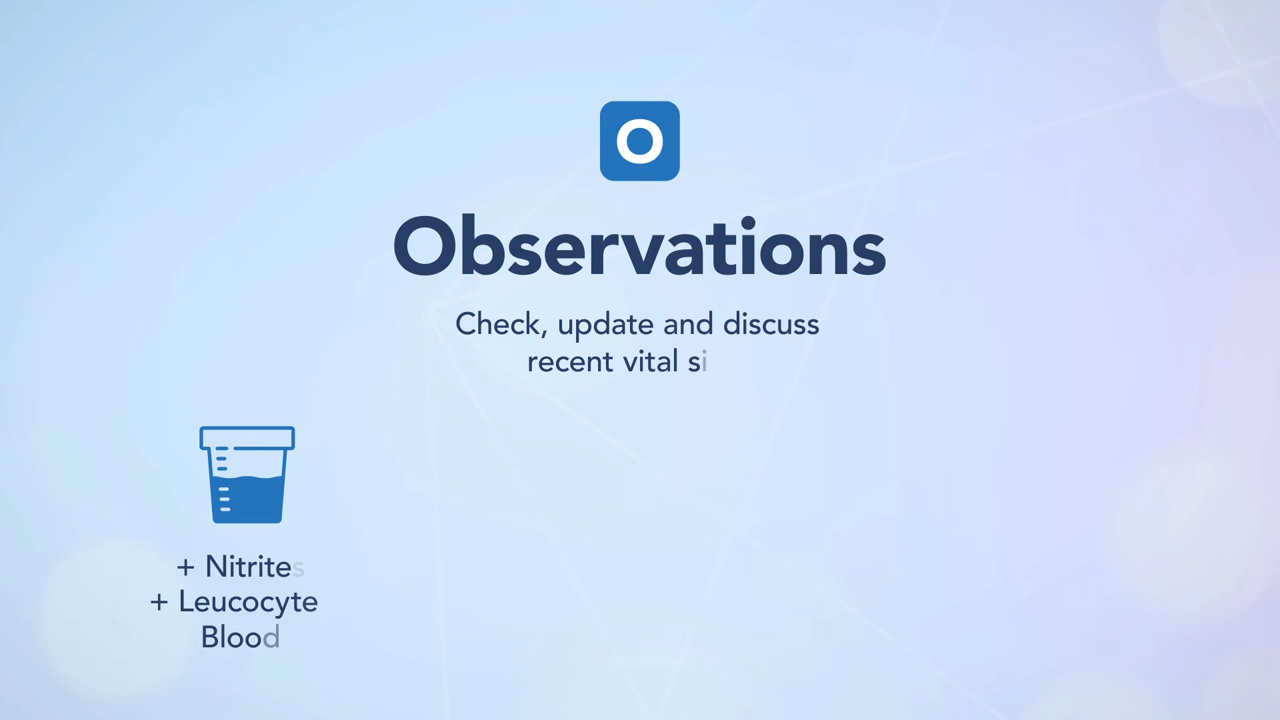 O
Observations
Check, update and discuss
recent vital si
+ Nitrites
+ Leucocyte
Blood